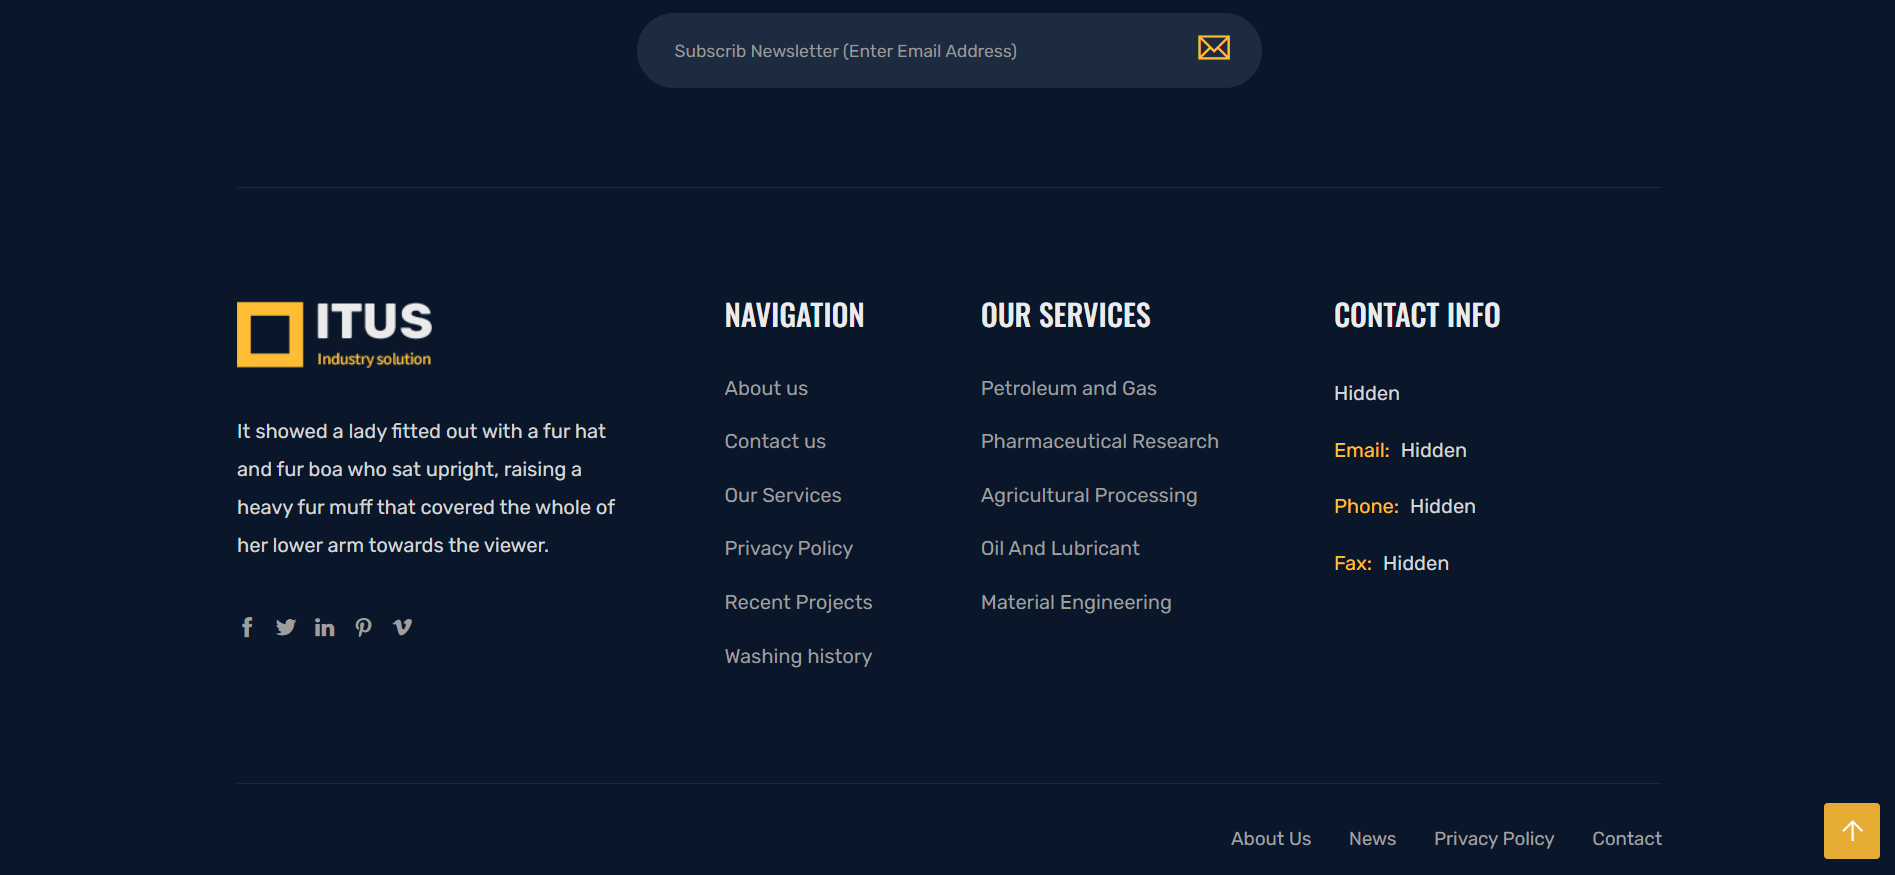 Subscrib Newsletter (Enter Email Address)
ITUS
Industry solution
It showed a lady fitted out with a fur hat
and fur boa who sat upright, raising a
heavy fur muff that covered the whole of
her lower arm towards the viewer.
NAVIGATION
About us
Contact us
Our Services
Privacy Policy
Recent Projects
Washing history
OUR SERVICES
Petroleum and Gas
Pharmaceutical Research
Agricultural Processing
Oil And Lubricant
Material Engineering
CONTACT INFO
Hidden
Email: Hidden
Phone: Hidden
Fax: Hidden
About Us News Privacy Policy Contact